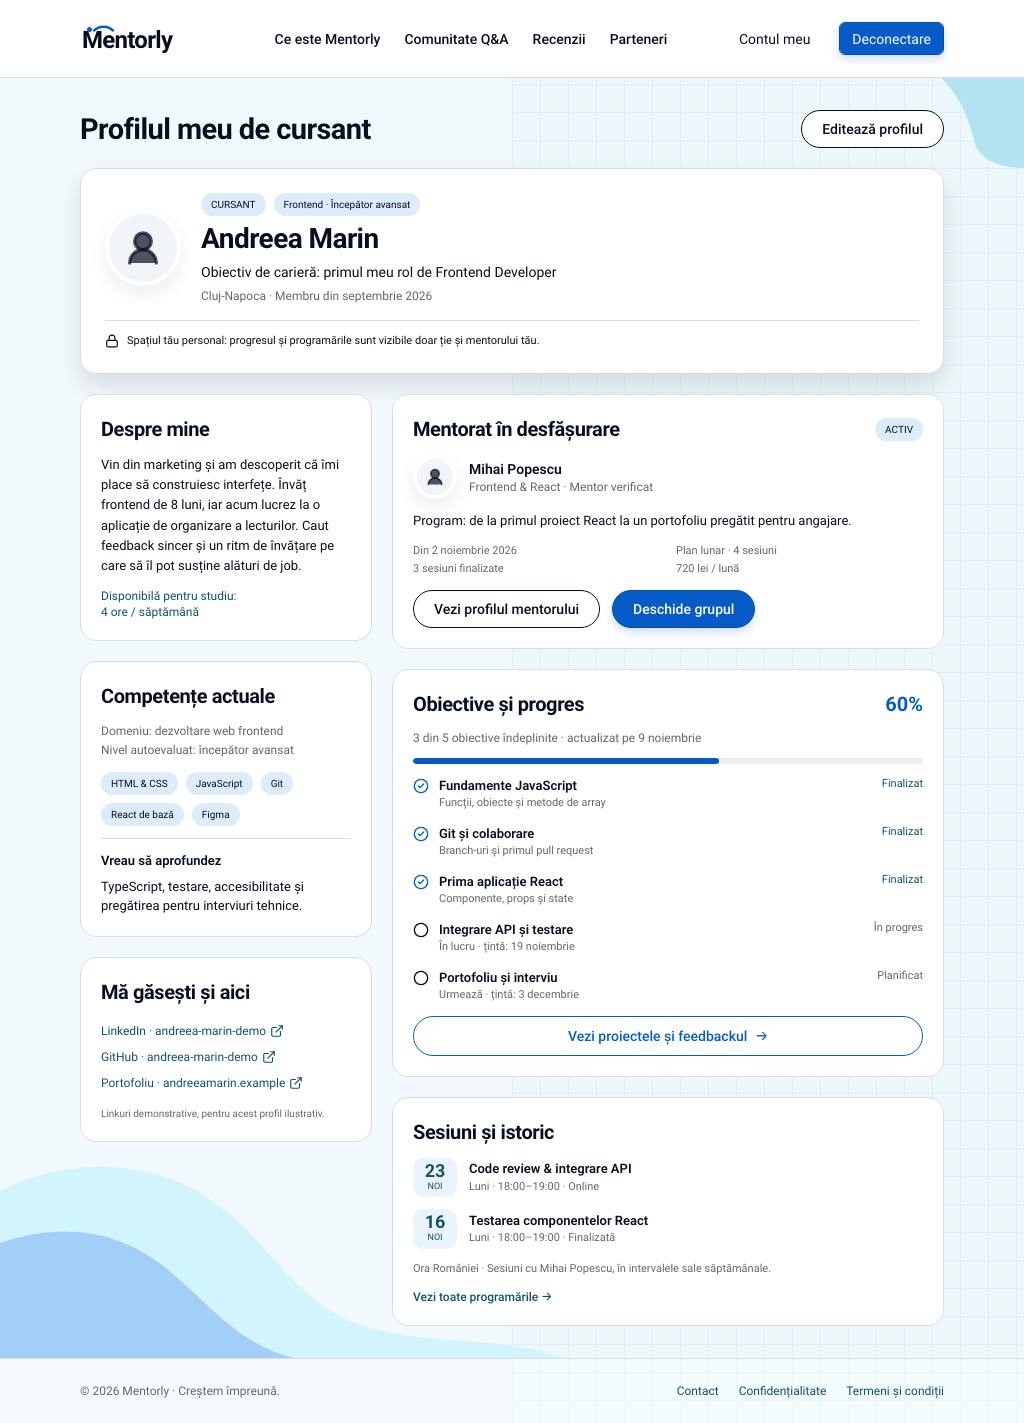 Mentorly
Ce este Mentorly
Comunitate Q&A
Recenzii
Parteneri
Contul meu
Deconectare
Profilul meu de cursant
Editează profilul
CURSANT
Frontend · Începător avansat
Andreea Marin
Obiectiv de carieră: primul meu rol de Frontend Developer
Cluj-Napoca · Membru din septembrie 2026
Spațiul tău personal: progresul și programările sunt vizibile doar ție și mentorului tău.
Despre mine
Vin din marketing și am descoperit că îmi
place să construiesc interfețe. Învăț
frontend de 8 luni, iar acum lucrez la o
aplicație de organizare a lecturilor. Caut
feedback sincer și un ritm de învățare pe
care să îl pot susține alături de job.
Disponibilă pentru studiu:
4 ore / săptămână
Competențe actuale
Domeniu: dezvoltare web frontend
Nivel autoevaluat: începător avansat
HTML & CSS
JavaScript
Git
React de bază
Figma
Vreau să aprofundez
TypeScript, testare, accesibilitate și
pregătirea pentru interviuri tehnice.
Mă găsești și aici
LinkedIn · andreea-marin-demo
GitHub · andreea-marin-demo
Portofoliu · andreeamarin.example
Linkuri demonstrative, pentru acest profil ilustrativ.
Mentorat în desfășurare
ACTIV
Mihai Popescu
Frontend & React · Mentor verificat
Program: de la primul proiect React la un portofoliu pregătit pentru angajare.
Din 2 noiembrie 2026
Plan lunar · 4 sesiuni
3 sesiuni finalizate
720 lei / lună
Vezi profilul mentorului
Deschide grupul
Obiective și progres
60%
3 din 5 obiective îndeplinite · actualizat pe 9 noiembrie
Fundamente JavaScript
Finalizat
Funcții, obiecte și metode de array
Git și colaborare
Finalizat
Branch-uri și primul pull request
Prima aplicație React
Finalizat
Componente, props și state
Integrare API și testare
În progres
În lucru · țintă: 19 noiembrie
Portofoliu și interviu
Planificat
Urmează · țintă: 3 decembrie
Vezi proiectele și feedbackul →
Sesiuni și istoric
23
NOI
Code review & integrare API
Luni · 18:00–19:00 · Online
16
NOI
Testarea componentelor React
Luni · 18:00–19:00 · Finalizată
Ora României · Sesiuni cu Mihai Popescu, în intervalele sale săptămânale.
Vezi toate programările →
© 2026 Mentorly · Creștem împreună.
Contact
Confidențialitate
Termeni și condiții